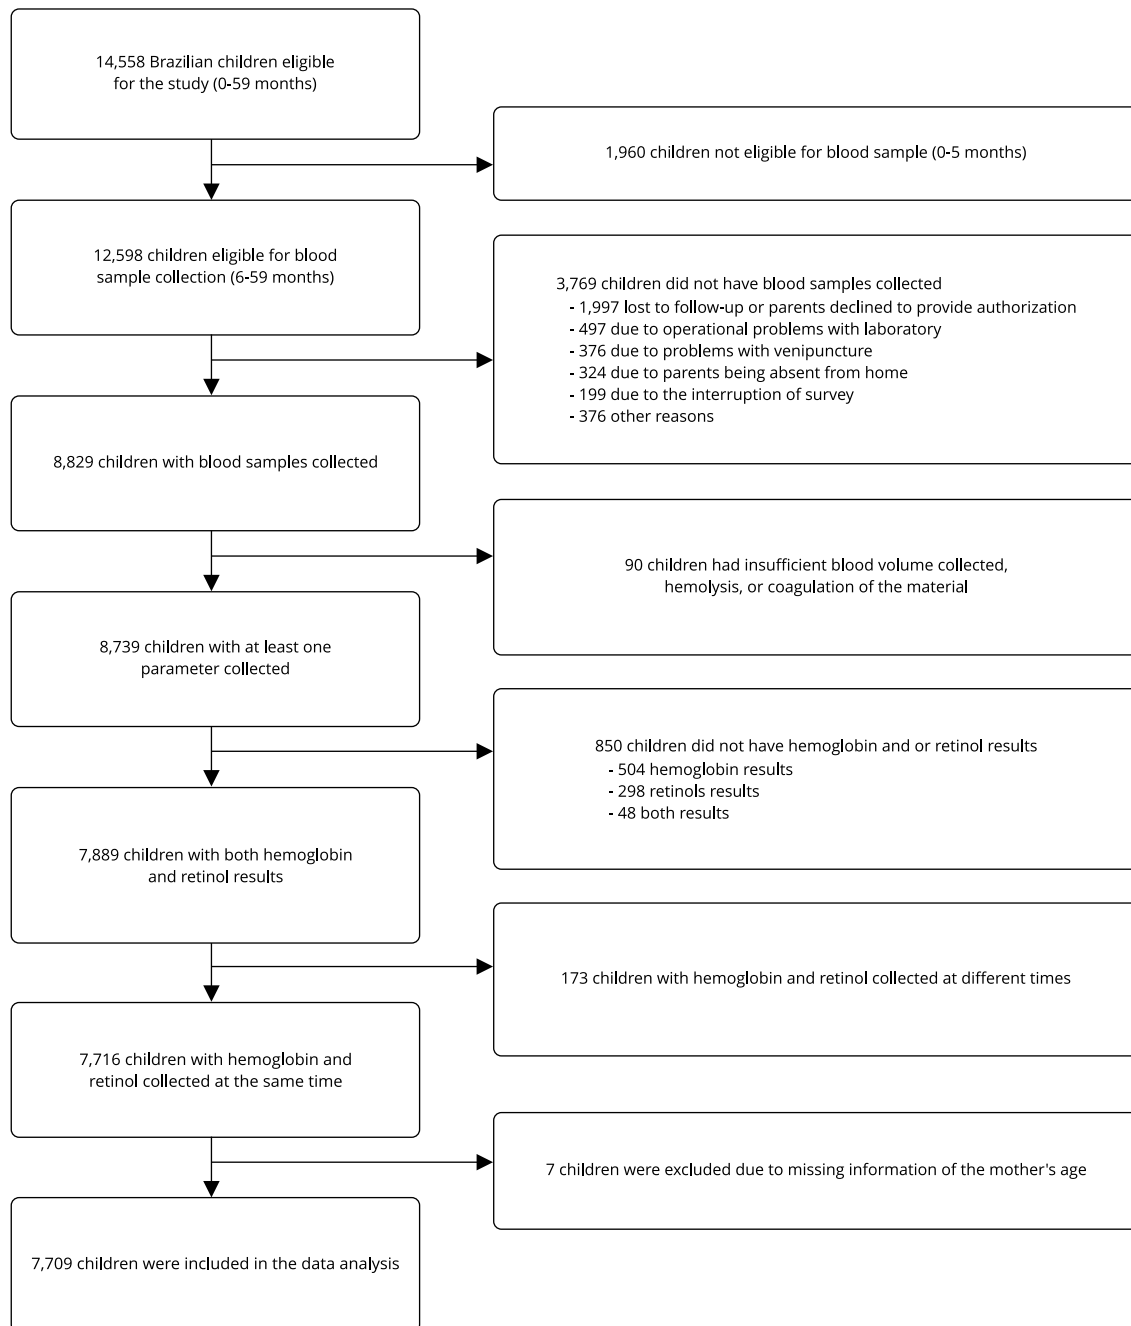 14,558 Brazilian children eligible
for the study (0-59 months)
1,960 children not eligible for blood sample (0-5 months)
12,598 children eligible for blood
sample collection (6-59 months)
3,769 children did not have blood samples collected
- 1,997 lost to follow-up or parents declined to provide authorization
- 497 due to operational problems with laboratory
- 376 due to problems with venipuncture
- 324 due to parents being absent from home
- 199 due to the interruption of survey
- 376 other reasons
8,829 children with blood samples collected
90 children had insufficient blood volume collected,
hemolysis, or coagulation of the material
8,739 children with at least one
parameter collected
850 children did not have hemoglobin and or retinol results
- 504 hemoglobin results
- 298 retinols results
- 48 both results
7,889 children with both hemoglobin
and retinol results
173 children with hemoglobin and retinol collected at different times
7,716 children with hemoglobin and
retinol collected at the same time
7 children were excluded due to missing information of the mother's age
7,709 children were included in the data analysis